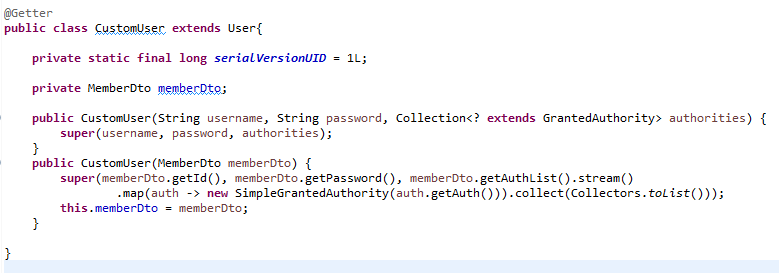 @Getter
public class CustomUser extends User{
private static final long serialVersionUID = 1L;
private MemberDto memberDto;
public CustomUser(String username, String password, Collection<? extends GrantedAuthority> authorities) {
super(username, password, authorities);
}
public CustomUser(MemberDto memberDto) {
super(memberDto.getId(), memberDto.getPassword(), memberDto.getAuthList().stream()
.map(auth -> new SimpleGrantedAuthority(auth.getAuth())).collect(Collectors.toList()));
this.memberDto = memberDto;
}
}